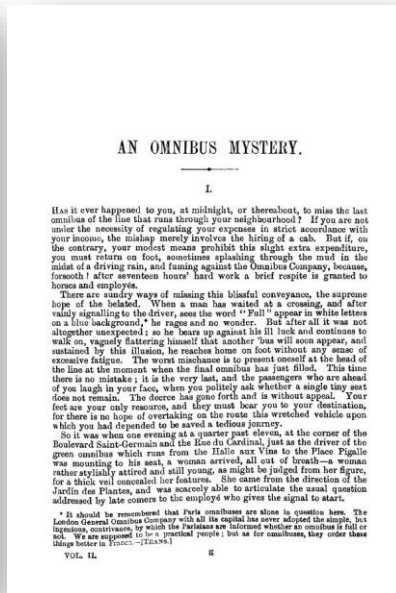 AN OMNIBUS MYSTERY.
I.
HAS it ever happened to you, at midnight, or thereabout, to miss the last
omnibus of the line that runs through your neighbourhood? If you are not
under the necessity of regulating your expenses in strict accordance with
your income, the mishap merely involves the hiring of a cab. But if, on
the contrary, your modest means prohibit this slight extra expenditure,
you must return on foot, sometimes splashing through the mud in the
midst of a driving rain, and fuming against the Omnibus Company, because,
forsooth! after seventeen hours' hard work a brief respite is granted to
horses and employés.
There are sundry ways of missing this blissful conveyance, the supreme
hope of the belated. When a man has waited at a crossing, and after
vainly signalling to the driver, sees the word "Full" appear in white letters
on a blue background,* he rages and no wonder. But after all it was not
altogether unexpected; so he bears up against his ill luck and continues to
walk on, vaguely flattering himself that another 'bus will soon appear, and
sustained by this illusion, he reaches home on foot without any sense of
excessive fatigue. The worst mischance is to present oneself at the head of
the line at the moment when the final omnibus has just filled. This time
there is no mistake; it is the very last, and the passengers who are ahead
of you laugh in your face, when you politely ask whether a single tiny seat
does not remain. The decree has gone forth and is without appeal. Your
feet are your only resource, and they must bear you to your destination,
for there is no hope of overtaking on the route this wretched vehicle upon
which you had depended to be saved a tedious journey.
So it was when one evening at a quarter past eleven, at the corner of the
Boulevard Saint-Germain and the Rue du Cardinal, just as the driver of the
green omnibus which runs from the Halle aux Vins to the Place Pigalle
was mounting to his seat, a woman arrived, all out of breath—a woman
rather stylishly attired and still young, as might be judged from her figure,
for a thick veil concealed her features. She came from the direction of the
Jardin des Plantes, and was scarcely able to articulate the usual question
addressed by late comers to the employé who gives the signal to start.
* It should be remembered that Paris omnibuses are alone in question here. The
London General Omnibus Company with all its capital has never adopted the simple, but
ingenious, contrivance, by which the Parisians are informed whether an omnibus is full or
not. We are supposed to be a practical people; but as for omnibuses, they order these
things better in France.—[TRANS.]
VOL. II.